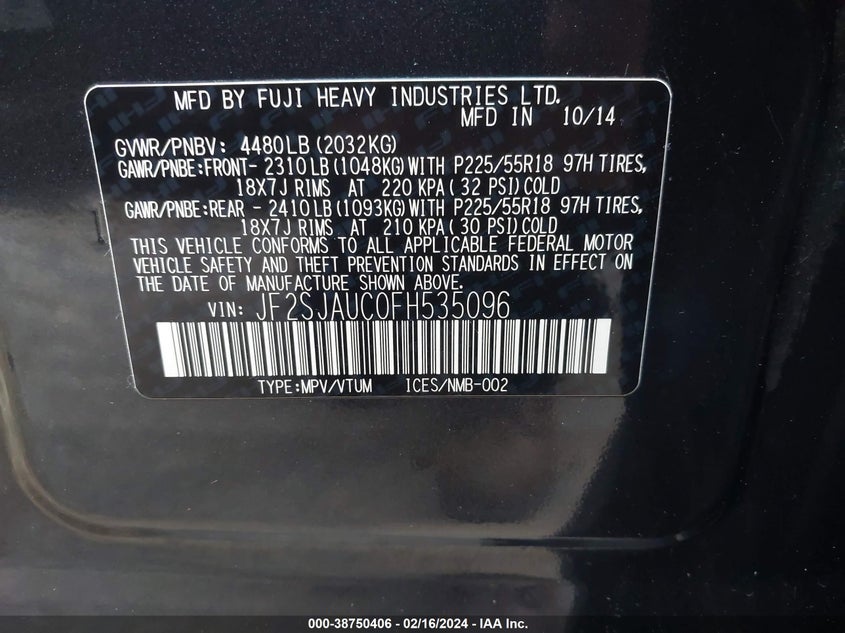 MFD BY FUJI HEAVY INDUSTRIES LTD.
MFD IN 10/14
GVWR/PNBV: 4480LB (2032KG)
GAWR/PNBE:FRONT- 2310LB(1048KG)WITH P225/55R18 97H TIRES,
18X7J RIMS AT 220 KPA( 32 PSI)COLD
GAWR/PNBE:REAR - 2410LB(1093KG)WITH P225/55R18 97H TIRES,
18X7J RIMS AT 210 KPA( 30 PSI)COLD
THIS VEHICLE CONFORMS TO ALL APPLICABLE FEDERAL MOTOR
VEHICLE SAFETY AND THEFT PREVENTION STANDARDS IN EFFECT ON
THE DATE OF MANUFACTURE SHOWN ABOVE.
VIN: JF2SJAUC0FH535096
TYPE:MPV/VTUM ICES/NMB-002
000-38750406 - 02/16/2024 - IAA Inc.